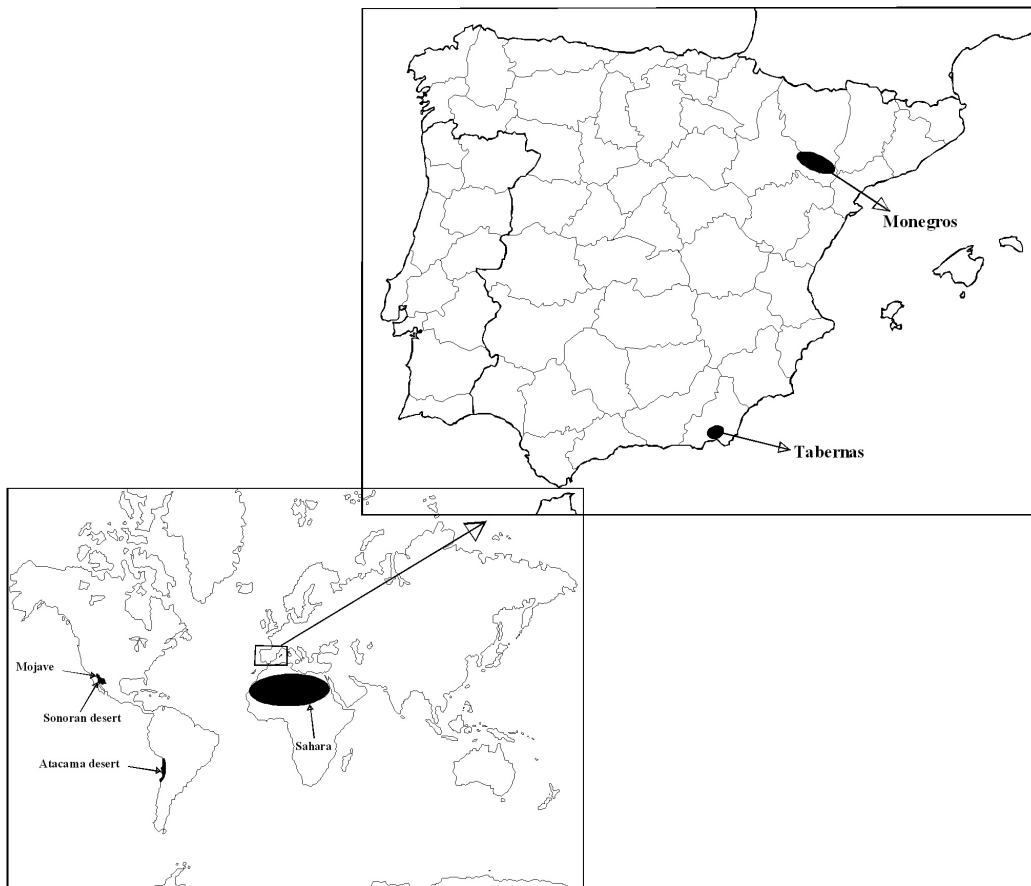 Monegros
Tabernas
Mojave
Sonoran desert
Sahara
Atacama desert